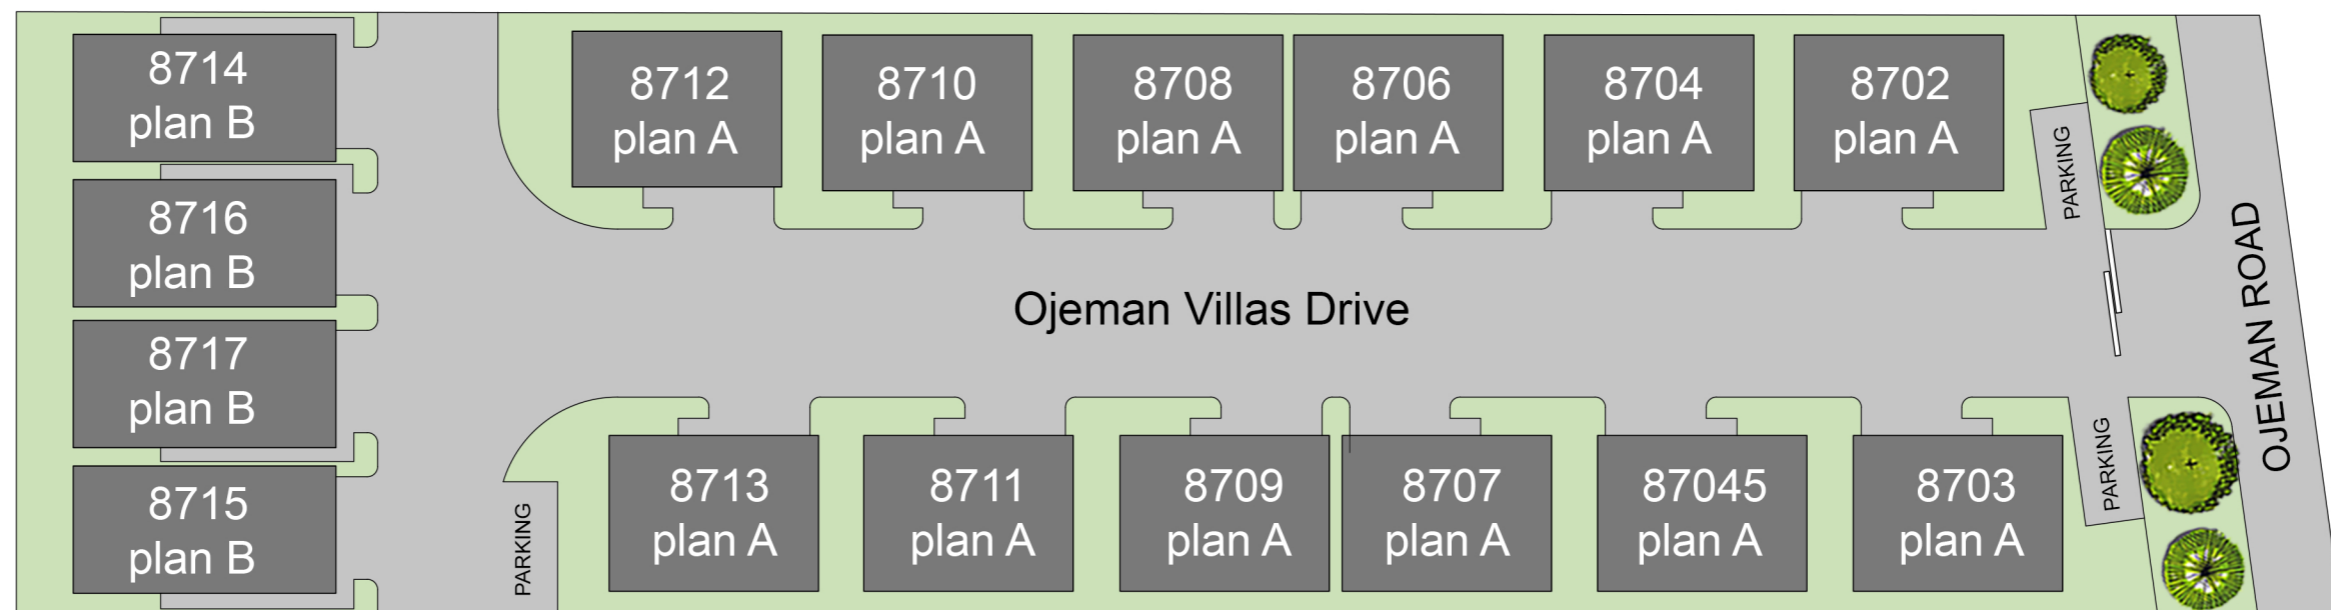 8714
plan B
8716
plan B
8717
plan B
8715
plan B
8712
plan A
8710
plan A
8708
plan A
8706
plan A
8704
plan A
8702
plan A
PARKING
Ojeman Villas Drive
OJEMAN ROAD
PARKING
8713
plan A
8711
plan A
8709
plan A
8707
plan A
87045
plan A
8703
plan A
PARKING